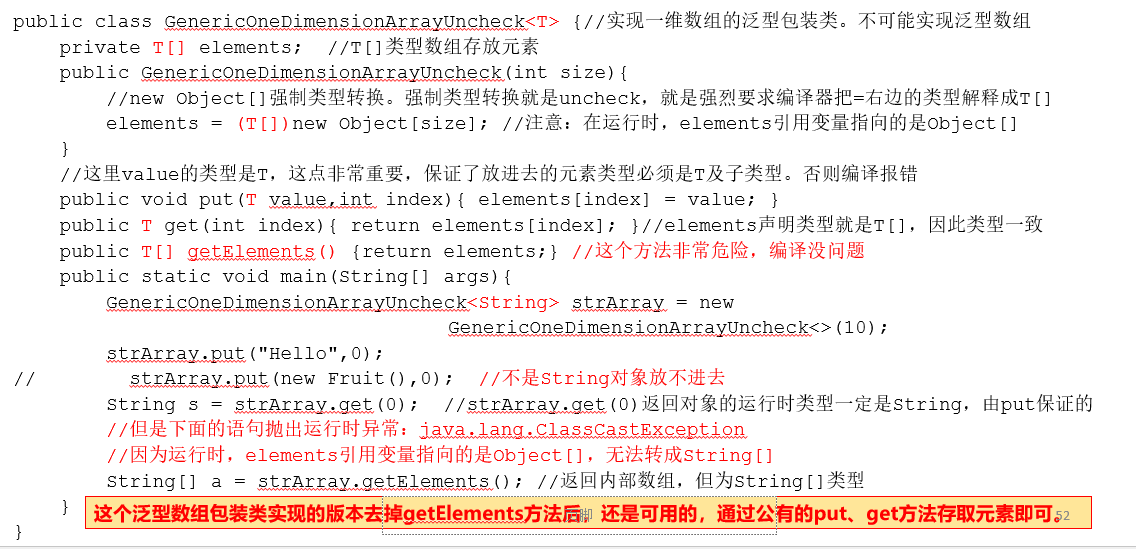 public class GenericOneDimensionArrayUncheck<T> {//实现一维数组的泛型包装类。不可能实现泛型数组
private T[] elements;  //T[]类型数组存放元素
public GenericOneDimensionArrayUncheck(int size){
//new Object[]强制类型转换。强制类型转换就是uncheck，就是强烈要求编译器把=右边的类型解释成T[]
elements = (T[])new Object[size]; //注意：在运行时，elements引用变量指向的是Object[]
}
//这里value的类型是T，这点非常重要，保证了放进去的元素类型必须是T及子类型。否则编译报错
public void put(T value,int index){ elements[index] = value; }
public T get(int index){ return elements[index]; }//elements声明类型就是T[]，因此类型一致
public T[] getElements() {return elements;} //这个方法非常危险，编译没问题
public static void main(String[] args){
GenericOneDimensionArrayUncheck<String> strArray = new
GenericOneDimensionArrayUncheck<>(10);
strArray.put("Hello",0);
//        strArray.put(new Fruit(),0);  //不是String对象放不进去
String s = strArray.get(0);  //strArray.get(0)返回对象的运行时类型一定是String，由put保证的
//但是下面的语句抛出运行时异常：java.lang.ClassCastException
//因为运行时，elements引用变量指向的是Object[]，无法转成String[]
String[] a = strArray.getElements(); //返回内部数组，但为String[]类型
}
这个泛型数组包装类实现的版本去掉getElements方法后，还是可用的，通过公有的put、get方法存取元素即可。
52
}